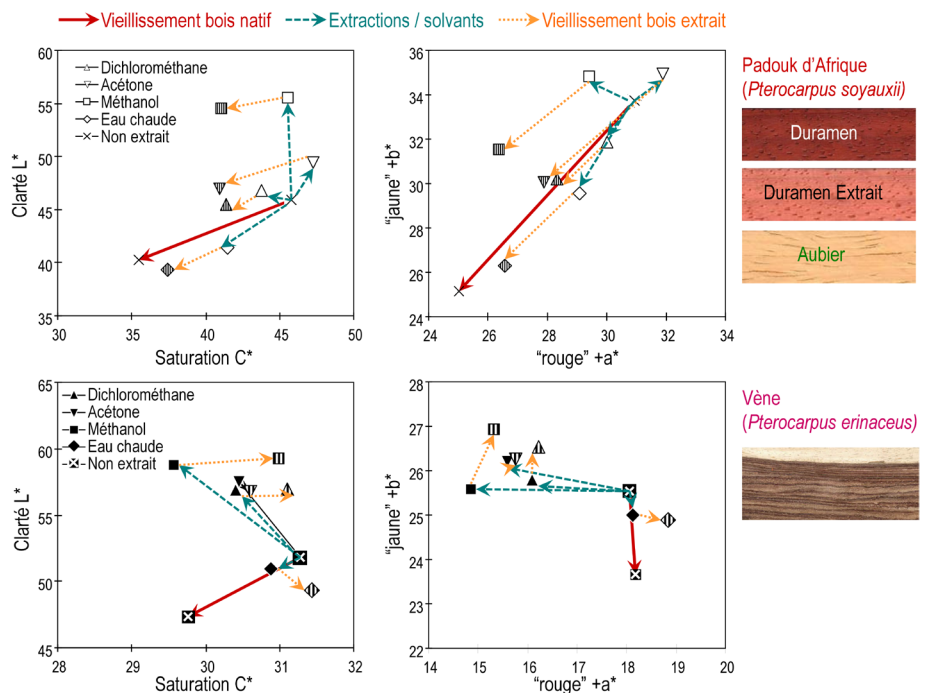 Vieillissement bois natif Extractions / solvants Vieillissement bois extrait
60
55
50
45
40
35
Clarté L*
Dichlorométhane
Acétone
Méthanol
Eau chaude
Non extrait
30 35 40 45 50
Saturation C*
36
34
32
30
28
26
24
“jaune” +b*
24 26 28 30 32 34
“rouge” +a*
Padouk d’Afrique
(Pterocarpus soyauxii)
Duramen
Duramen Extrait
Aubier
65
60
55
50
45
Clarté L*
Dichlorométhane
Acétone
Méthanol
Eau chaude
Non extrait
28 29 30 31 32
Saturation C*
28
27
26
25
24
23
22
“jaune” +b*
14 15 16 17 18 19 20
“rouge” +a*
Vène
(Pterocarpus erinaceus)